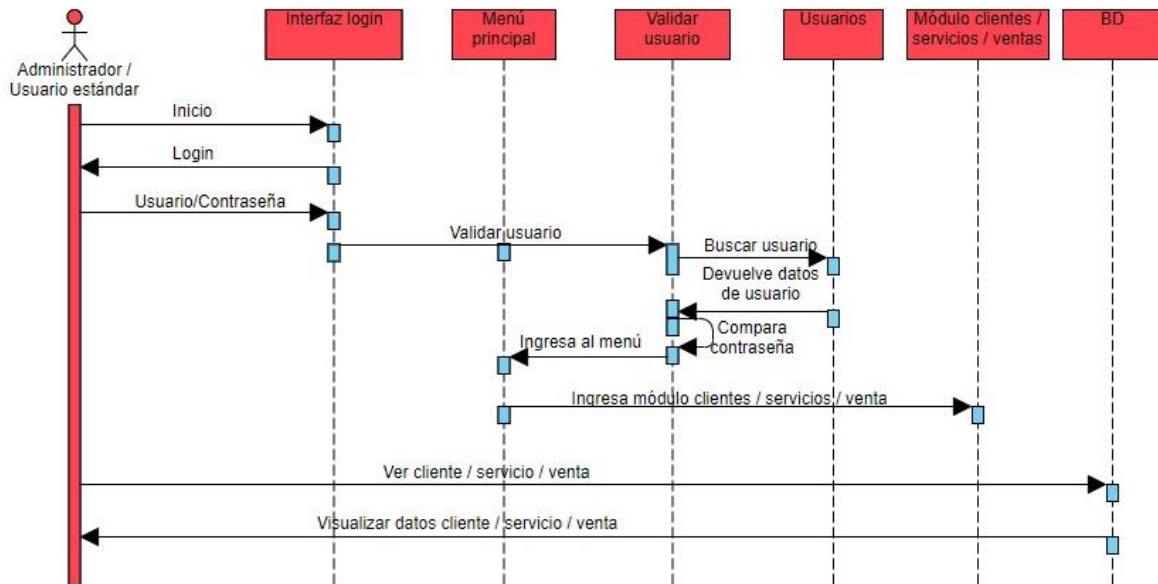 Interfaz login
Menú
principal
Validar
usuario
Usuarios
Módulo clientes /
servicios / ventas
BD
Administrador /
Usuario estándar
Inicio
Login
Usuario/Contraseña
Validar usuario
Buscar usuario
Devuelve datos
de usuario
Compara
contraseña
Ingresa al menú
Ingresa módulo clientes / servicios / venta
Ver cliente / servicio / venta
Visualizar datos cliente / servicio / venta